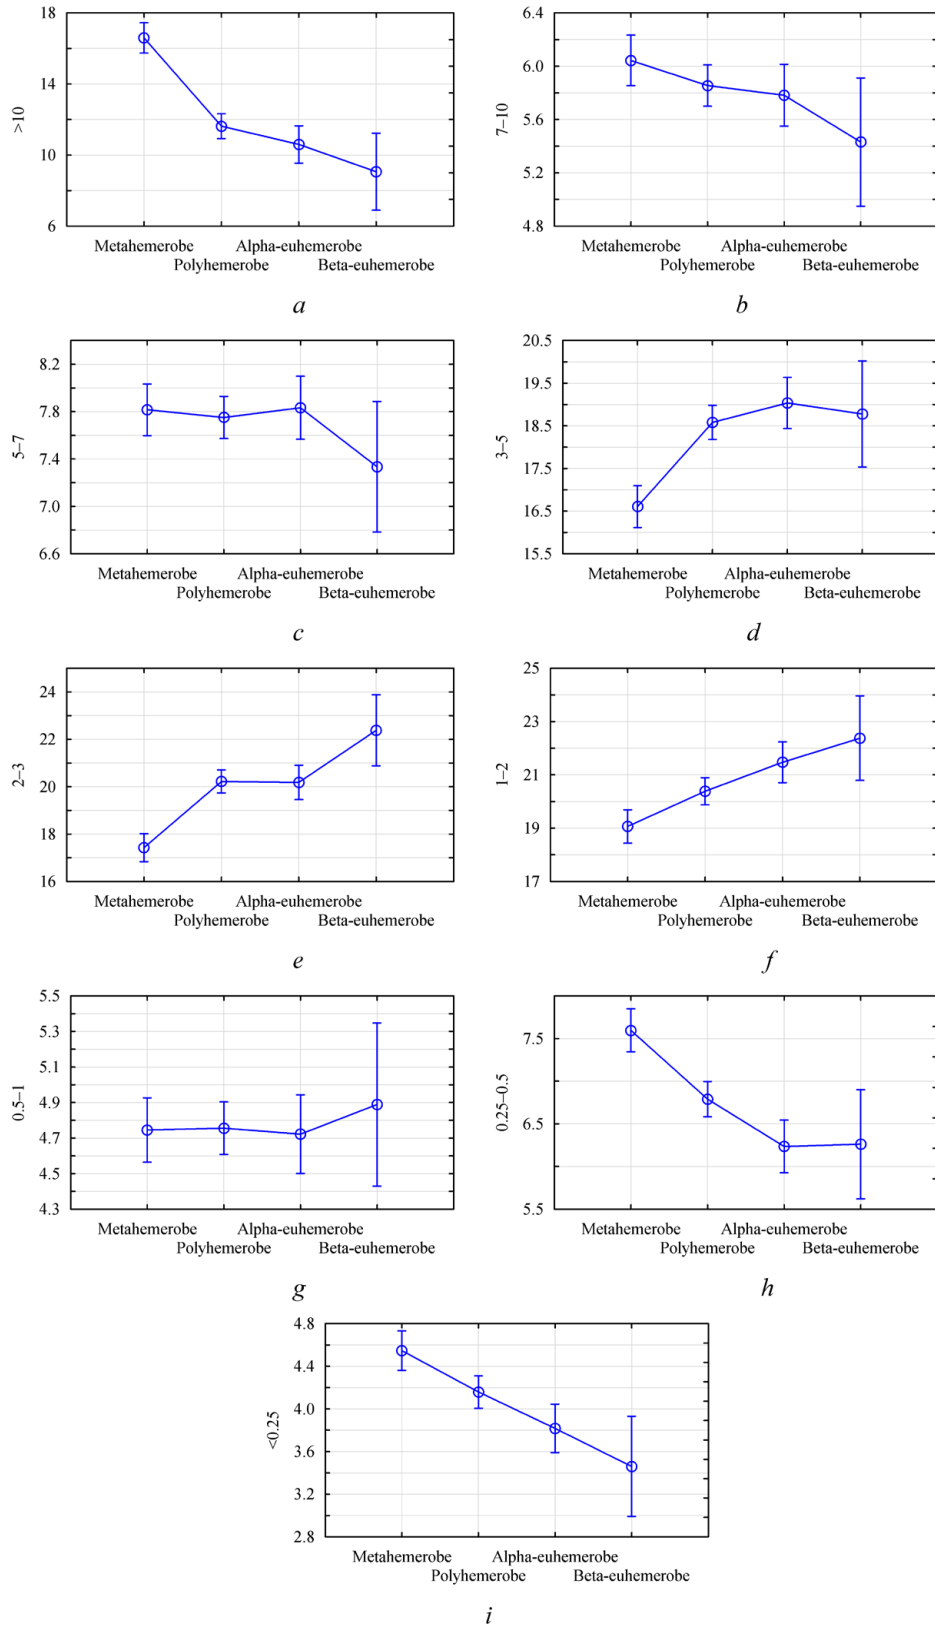 18
14
10
6
>10
Metahemerobe
Alpha-euhemerobe
Polyhemerobe
Beta-euhemerobe
a
6.4
6.0
5.6
5.2
4.8
7–10
Metahemerobe
Alpha-euhemerobe
Polyhemerobe
Beta-euhemerobe
b
8.2
7.8
7.4
7.0
6.6
5–7
Metahemerobe
Alpha-euhemerobe
Polyhemerobe
Beta-euhemerobe
c
20.5
19.5
18.5
17.5
16.5
15.5
3–5
Metahemerobe
Alpha-euhemerobe
Polyhemerobe
Beta-euhemerobe
d
24
22
20
18
16
2–3
Metahemerobe
Alpha-euhemerobe
Polyhemerobe
Beta-euhemerobe
e
25
23
21
19
17
1–2
Metahemerobe
Alpha-euhemerobe
Polyhemerobe
Beta-euhemerobe
f
5.5
5.3
5.1
4.9
4.7
4.5
4.3
0.5–1
Metahemerobe
Alpha-euhemerobe
Polyhemerobe
Beta-euhemerobe
g
7.5
6.5
5.5
0.25–0.5
Metahemerobe
Alpha-euhemerobe
Polyhemerobe
Beta-euhemerobe
h
4.8
4.4
4.0
3.6
3.2
2.8
<0.25
Metahemerobe
Alpha-euhemerobe
Polyhemerobe
Beta-euhemerobe
i